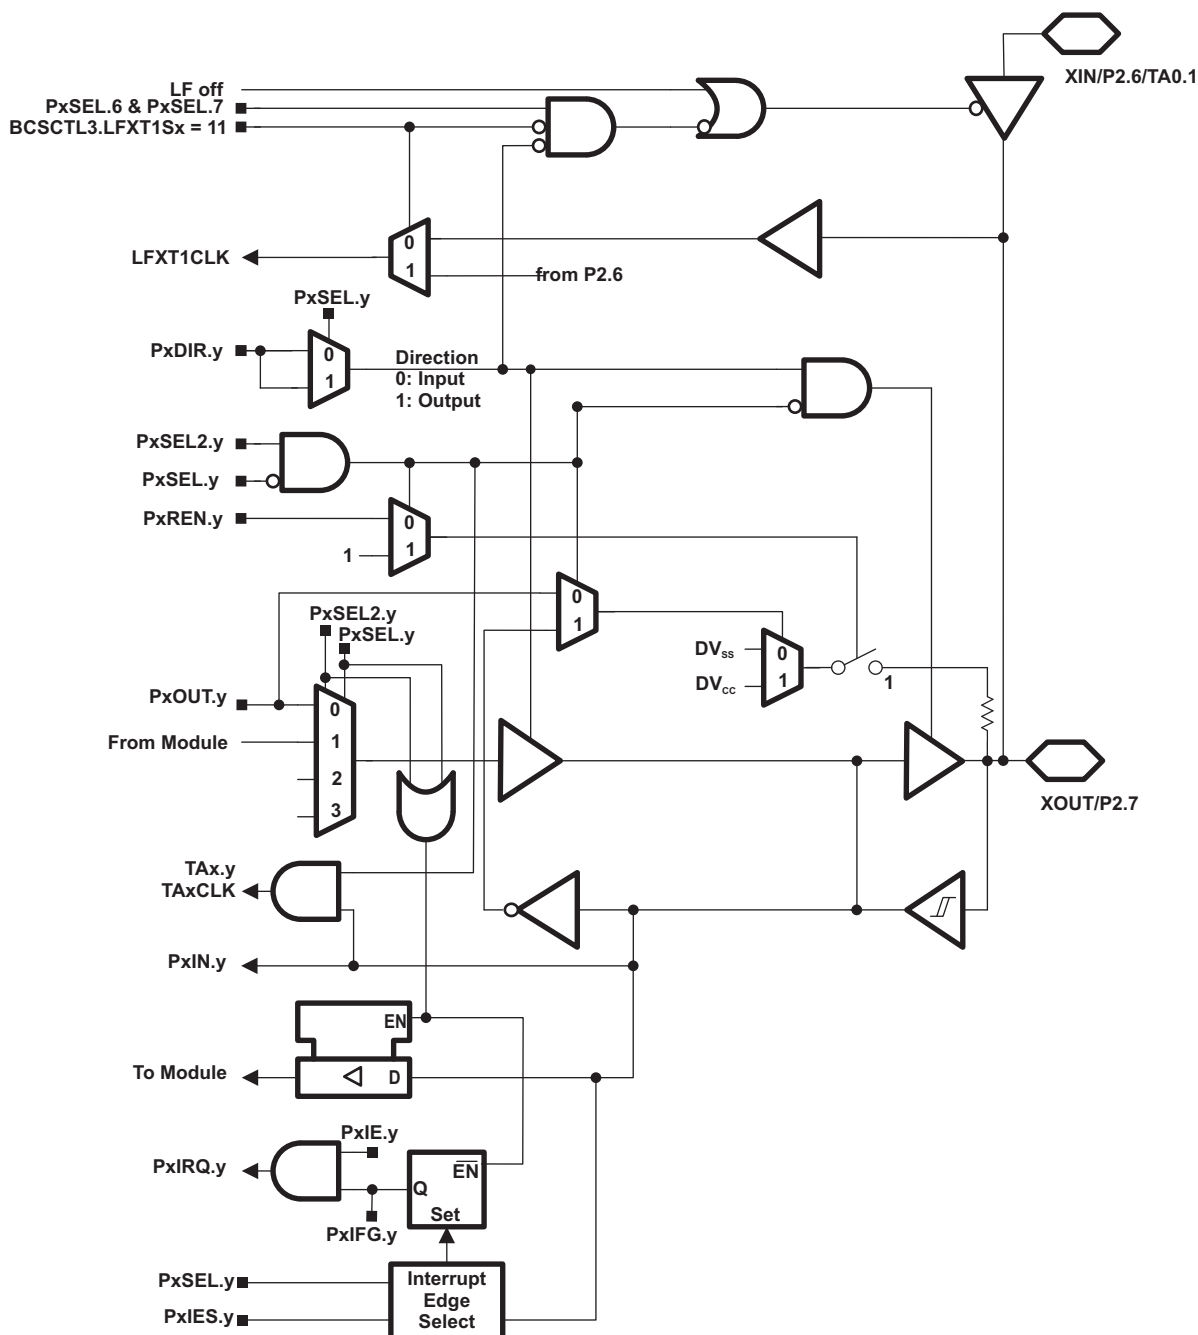 XIN/P2.6/TA0.1
LF off
PxSEL.6 & PxSEL.7
BCSCTL3.LFXT1Sx = 11
0
LFXT1CLK
1
from P2.6
PxSEL.y
PxDIR.y
0
1
Direction
0: Input
1: Output
PxSEL2.y
PxSEL.y
PxREN.y
0
1
1
0
1
PxSEL2.y
PxSEL.y
DVss
0
DVcc
1
1
PxOUT.y
0
From Module
1
2
3
XOUT/P2.7
TAx.y
TAxCLK
PxIN.y
EN
To Module
D
PxIE.y
PxIRQ.y
EN
Q
Set
PxIFG.y
PxSEL.y
PxIES.y
Interrupt
Edge
Select